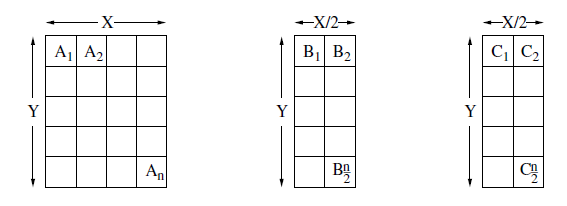 X X/2 X/2
A₁ A₂ B₁ B₂ C₁ C₂
Y Y Y
Aₙ Bn/2 Cn/2